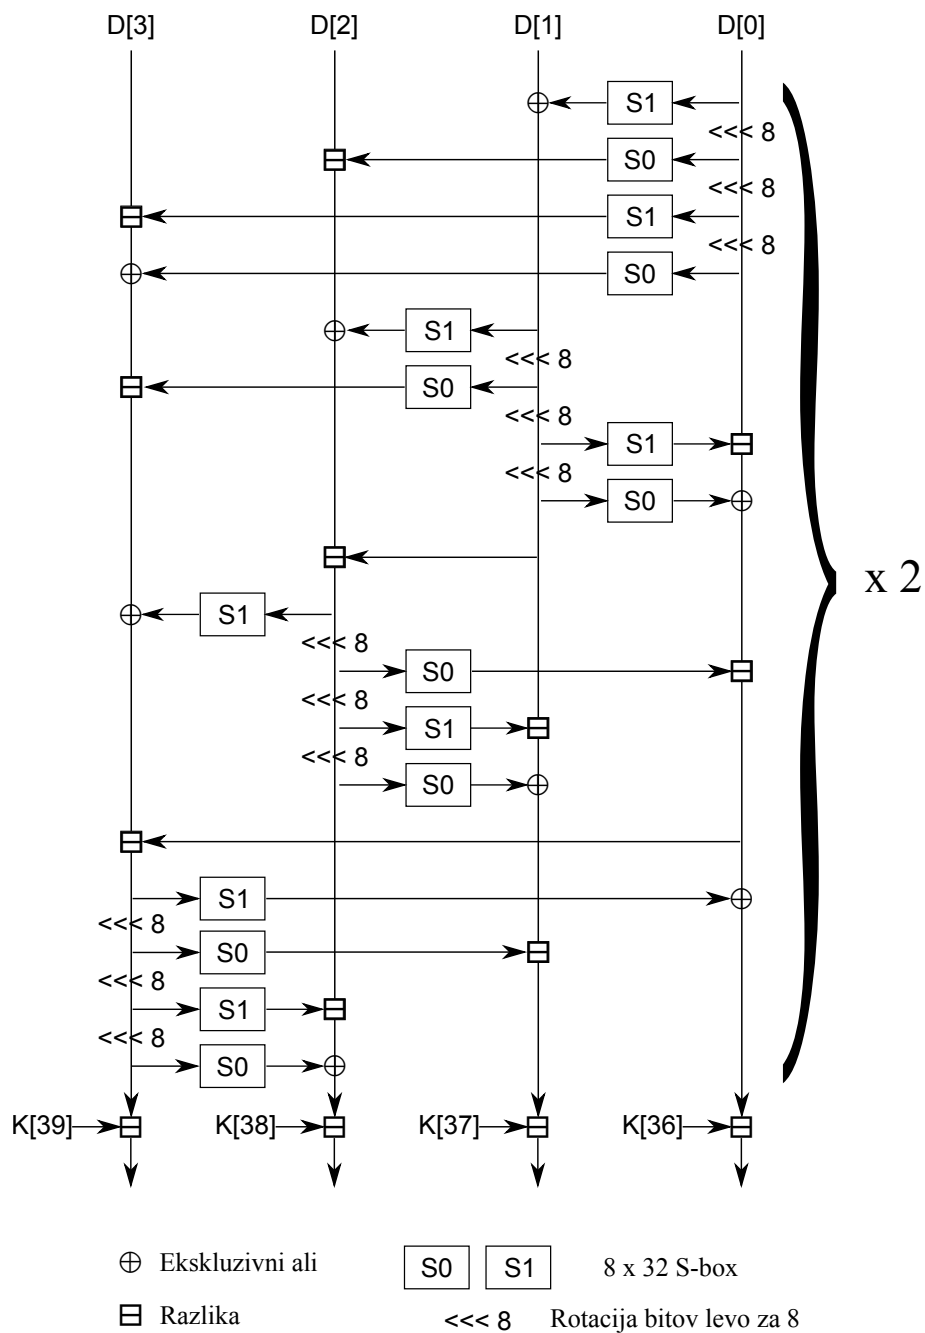 D[3] D[2] D[1] D[0]
S1
<<< 8
S0
<<< 8
S1
<<< 8
S0
S1
<<< 8
S0
<<< 8
S1
<<< 8
S0
x 2
S1
<<< 8
S0
<<< 8
S1
<<< 8
S0
S1
<<< 8
S0
<<< 8
S1
<<< 8
S0
K[39] K[38] K[37] K[36]
Ekskluzivni ali S0 S1 8 x 32 S-box
Razlika <<< 8 Rotacija bitov levo za 8